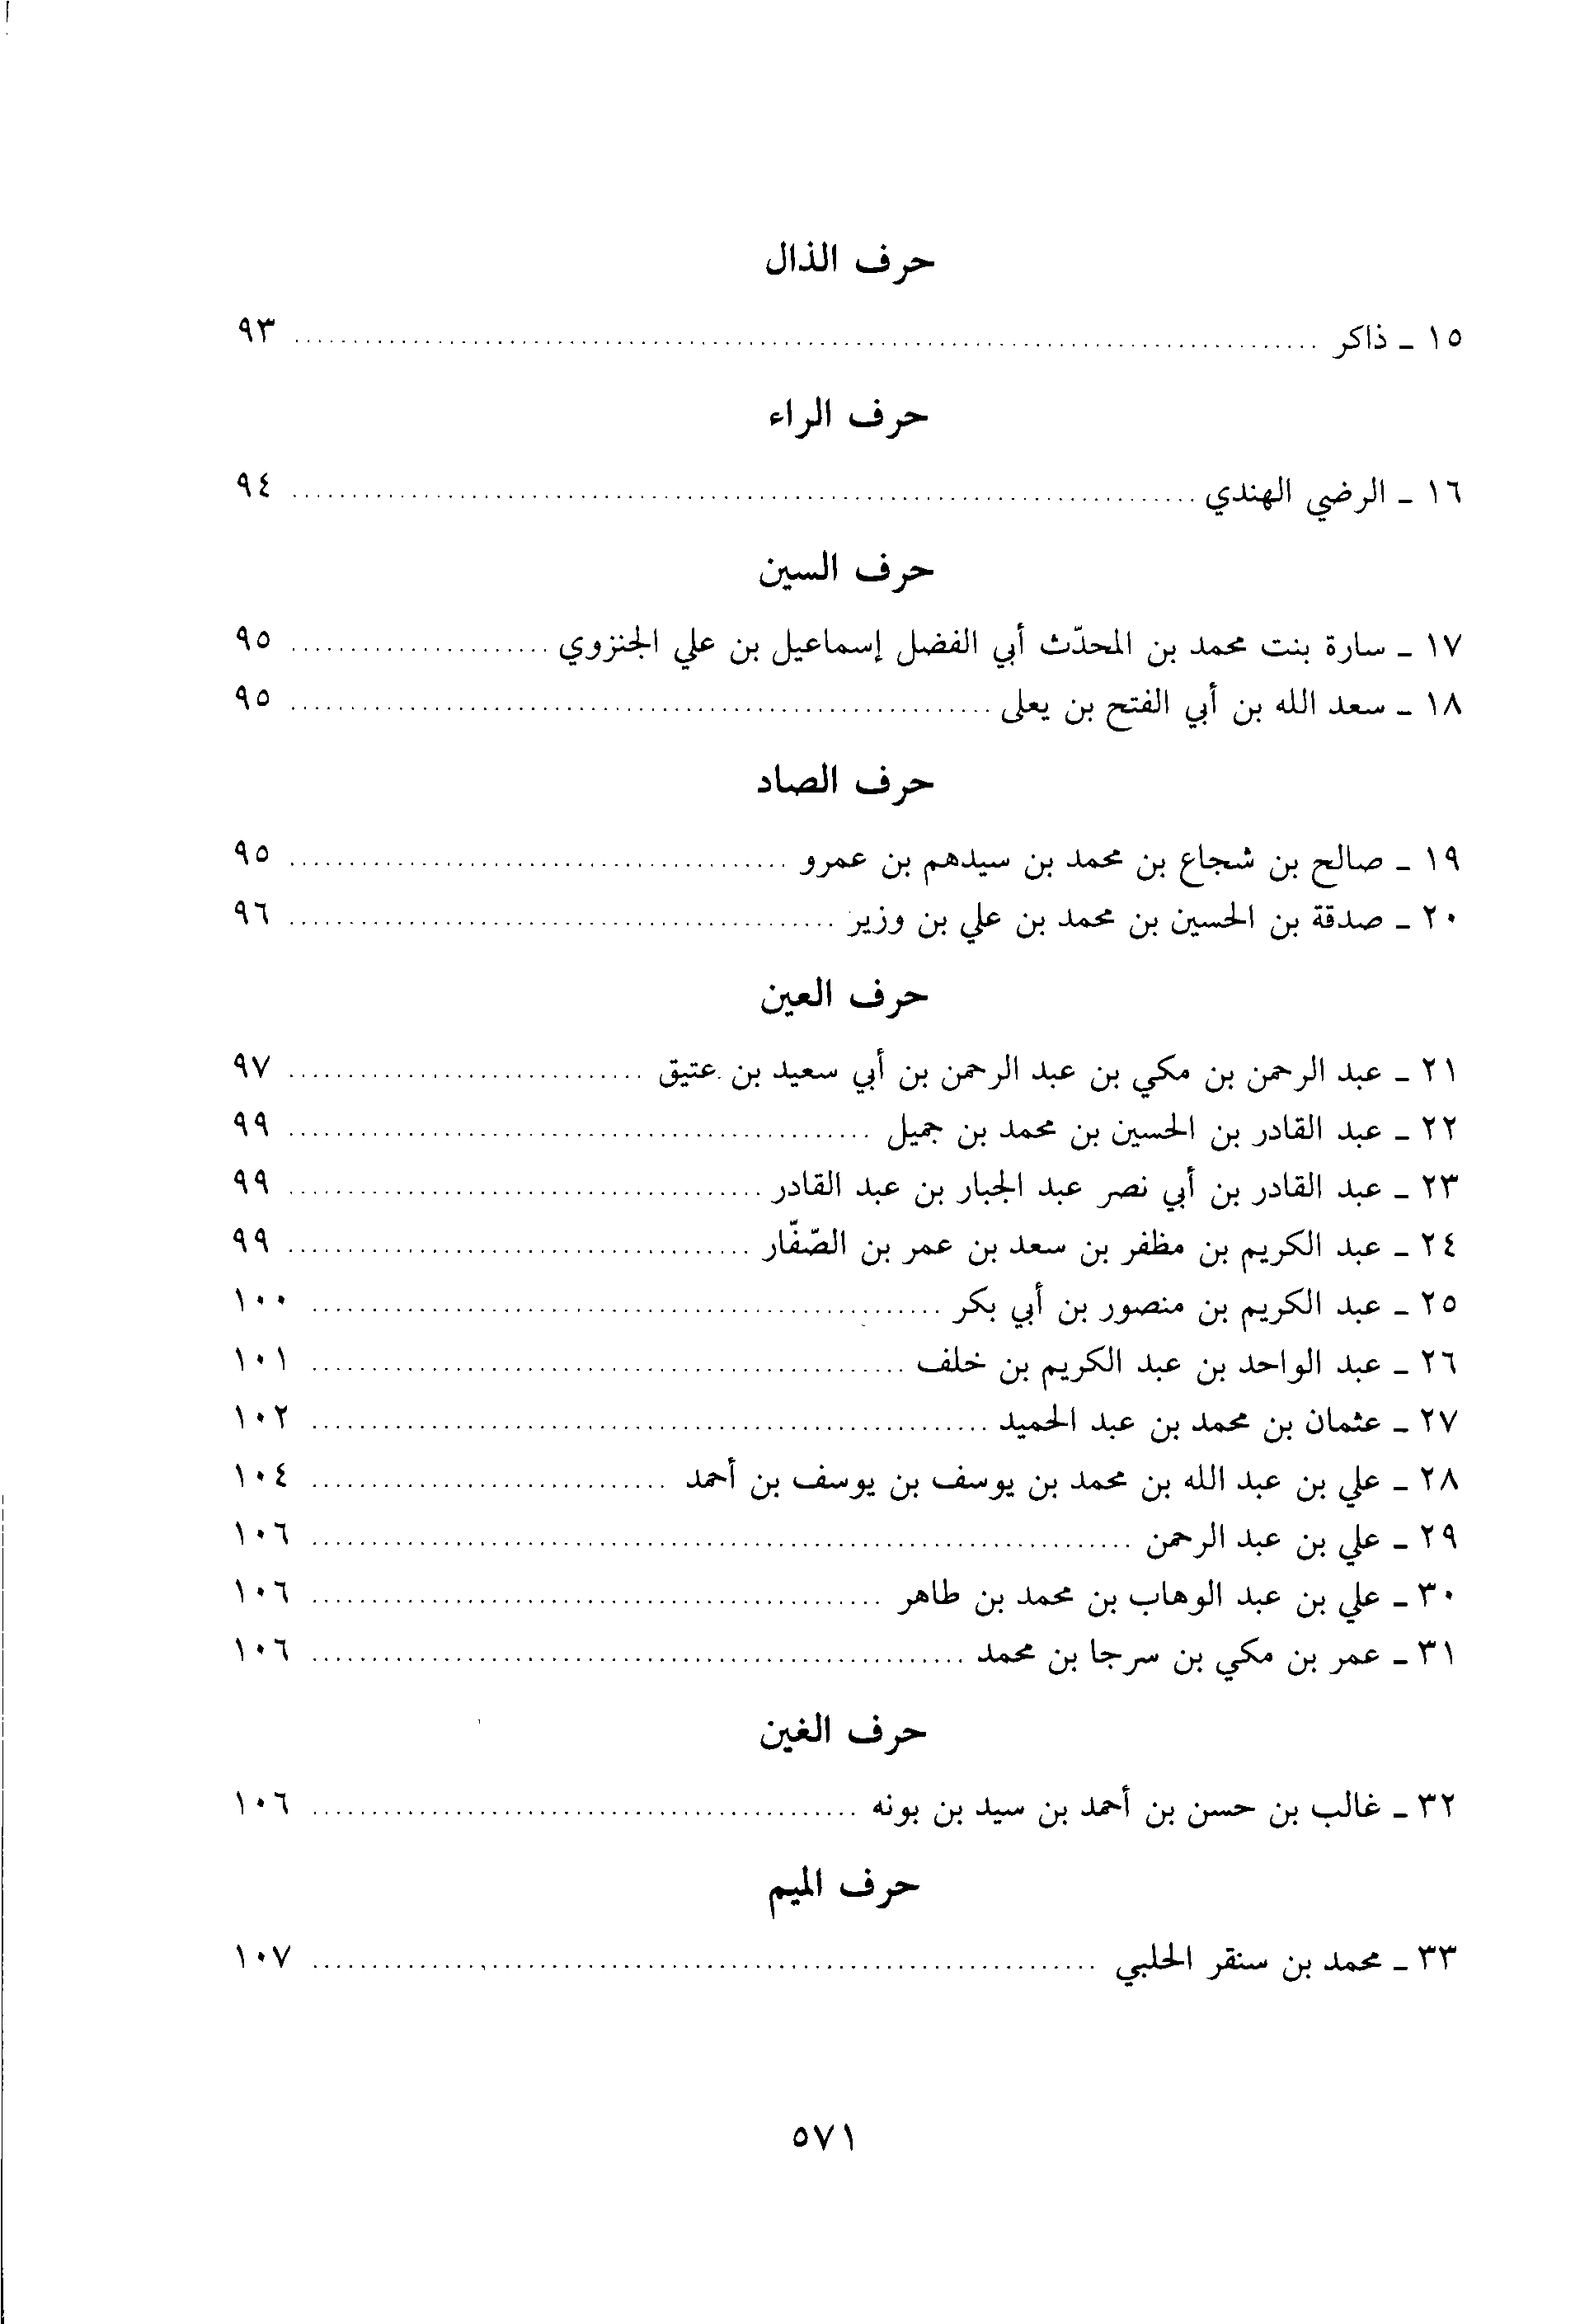 حرف الذال
١٥ ـ ذاكر ........ ٩٣
حرف الراء
١٦ ـ الرضي الهندي ........ ٩٤
حرف السين
١٧ ـ سارة بنت محمد بن المحدّث أبي الفضل إسماعيل بن علي الجنزوي ........ ٩٥
١٨ ـ سعد الله بن أبي الفتح بن يعلى ........ ٩٥
حرف الصاد
١٩ ـ صالح بن شجاع بن محمد بن سيدهم بن عمرو ........ ٩٥
٢٠ ـ صدقة بن الحسين بن محمد بن علي بن وزير ........ ٩٦
حرف العين
٢١ ـ عبد الرحمن بن مكي بن عبد الرحمن بن أبي سعيد بن عتيق ........ ٩٧
٢٢ ـ عبد القادر بن الحسين بن محمد بن جميل ........ ٩٩
٢٣ ـ عبد القادر بن أبي نصر عبد الجبار بن عبد القادر ........ ٩٩
٢٤ ـ عبد الكريم بن مظفر بن سعد بن عمر بن الصّفّار ........ ٩٩
٢٥ ـ عبد الكريم بن منصور بن أبي بكر ........ ١٠٠
٢٦ ـ عبد الواحد بن عبد الكريم بن خلف ........ ١٠١
٢٧ ـ عثمان بن محمد بن عبد الحميد ........ ١٠٢
٢٨ ـ علي بن عبد الله بن محمد بن يوسف بن يوسف بن أحمد ........ ١٠٤
٢٩ ـ علي بن عبد الرحمن ........ ١٠٦
٣٠ ـ علي بن عبد الوهاب بن محمد بن طاهر ........ ١٠٦
٣١ ـ عمر بن مكي بن سرجا بن محمد ........ ١٠٦
حرف الغين
٣٢ ـ غالب بن حسن بن أحمد بن سيد بن بونه ........ ١٠٦
حرف الميم
٣٣ ـ محمد بن سنقر الحلبي ........ ١٠٧
٥٧١